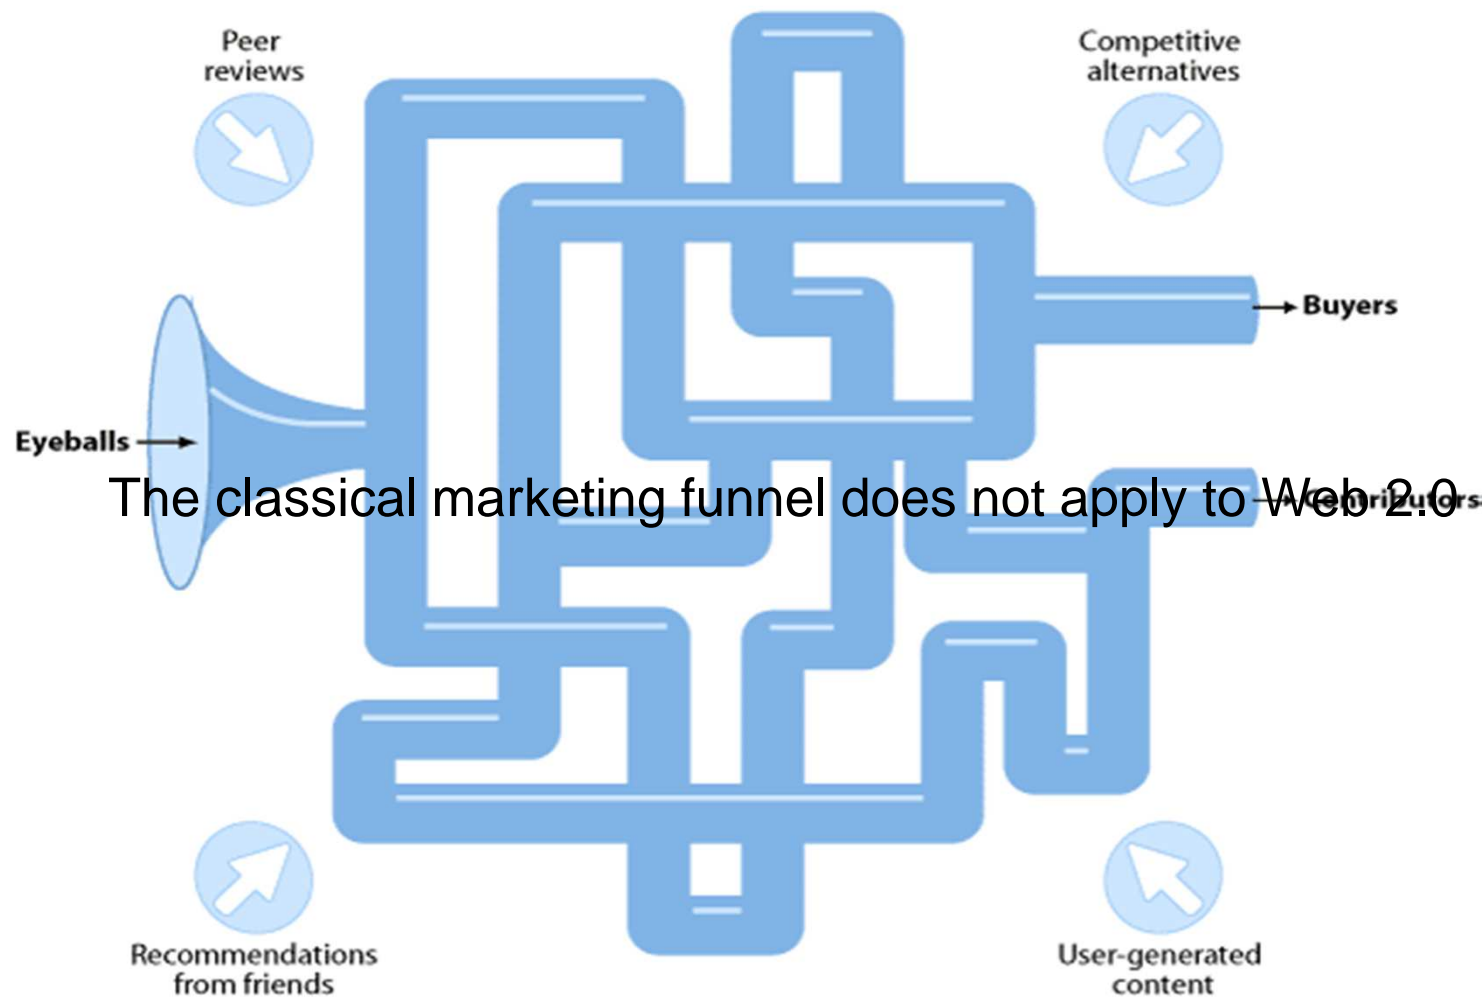 Peer
reviews
Competitive
alternatives
Buyers
Eyeballs
The classical marketing funnel does not apply to Web 2.0
Contributors
Recommendations
from friends
User-generated
content